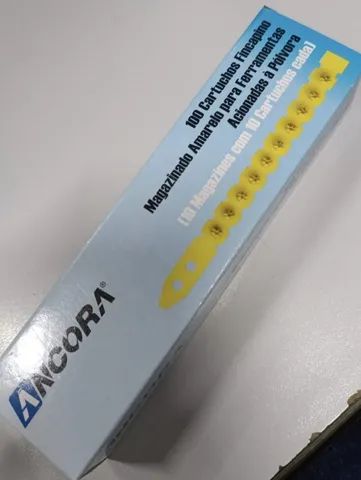 100 Cartuchos Fincapino
Magazinado Amarelo para Ferramentas
Acionadas à Pólvora
(10 Magazines com 10 Cartuchos cada)
ANCORA®